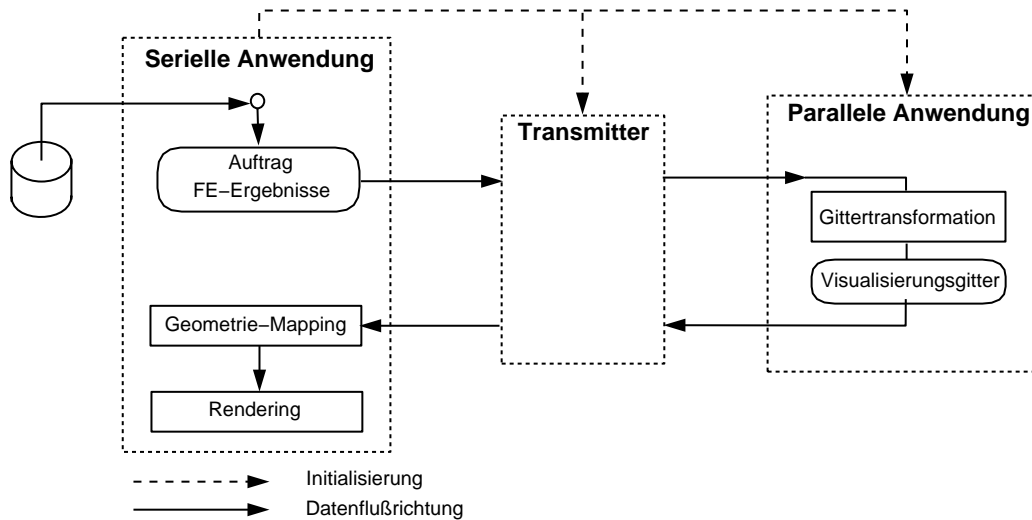 Serielle Anwendung
Auftrag
FE−Ergebnisse
Geometrie−Mapping
Rendering
Transmitter
Parallele Anwendung
Gittertransformation
Visualisierungsgitter
Initialisierung
Datenflußrichtung